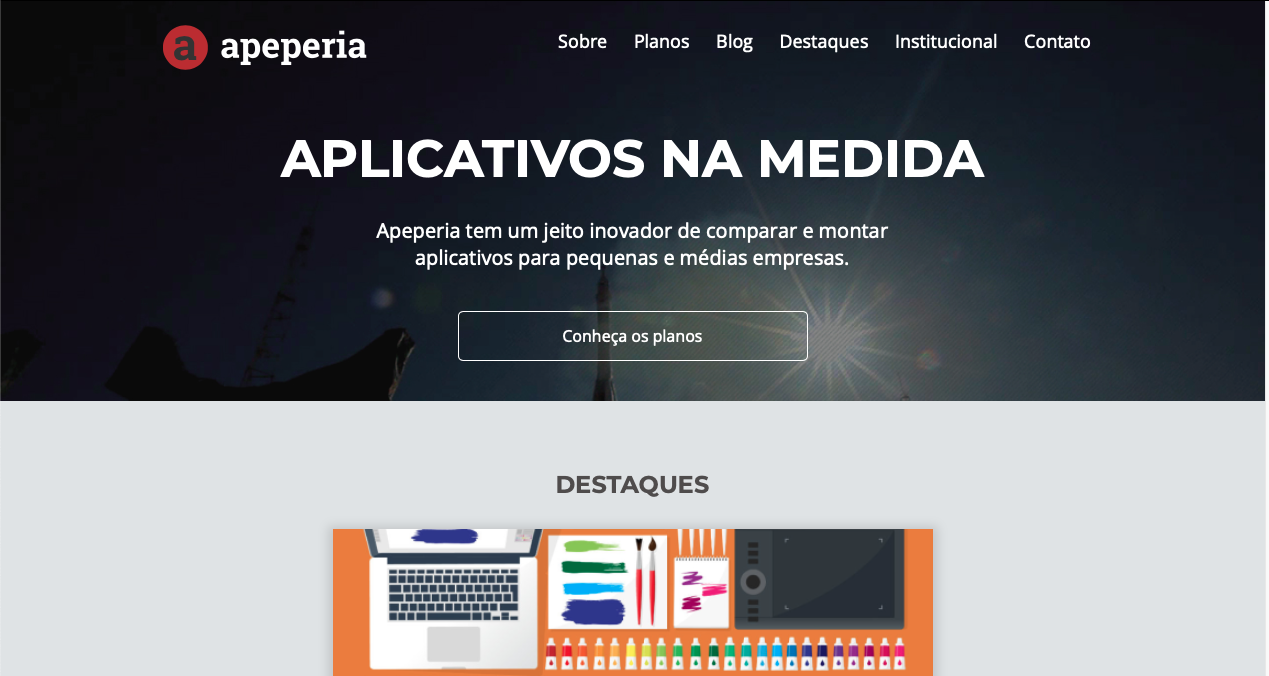 a apeperia
Sobre Planos Blog Destaques Institucional Contato
APLICATIVOS NA MEDIDA
Apeperia tem um jeito inovador de comparar e montar
aplicativos para pequenas e médias empresas.
Conheça os planos
DESTAQUES